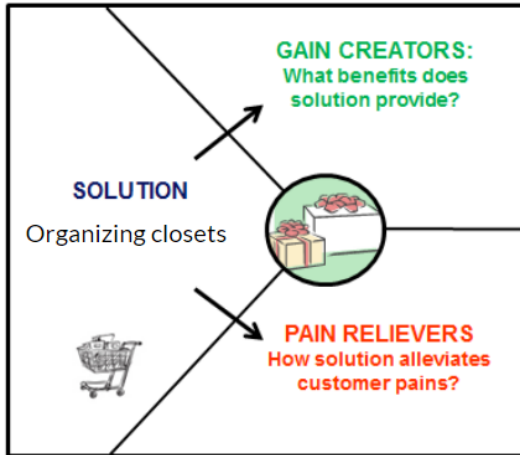 GAIN CREATORS:
What benefits does
solution provide?
SOLUTION
Organizing closets
PAIN RELIEVERS
How solution alleviates
customer pains?